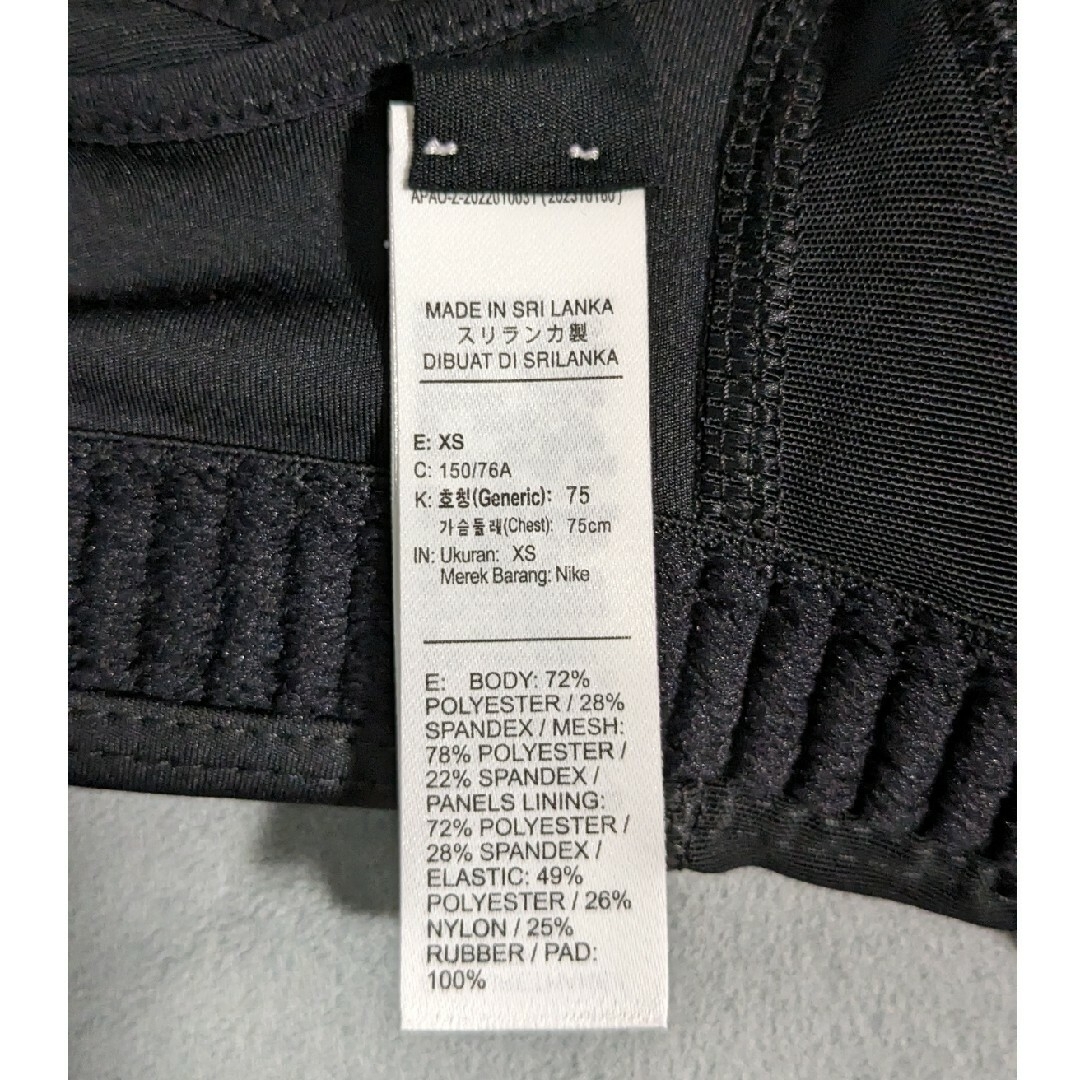 MADE IN SRI LANKA
スリランカ製
DIBUAT DI SRILANKA
E: XS
C: 150/76A
K: 호칭(Generic): 75
가슴둘레(Chest): 75cm
IN: Ukuran: XS
Merek Barang: Nike
E: BODY: 72%
POLYESTER / 28%
SPANDEX / MESH:
78% POLYESTER /
22% SPANDEX /
PANELS LINING:
72% POLYESTER /
28% SPANDEX /
ELASTIC: 49%
POLYESTER / 26%
NYLON / 25%
RUBBER / PAD:
100%